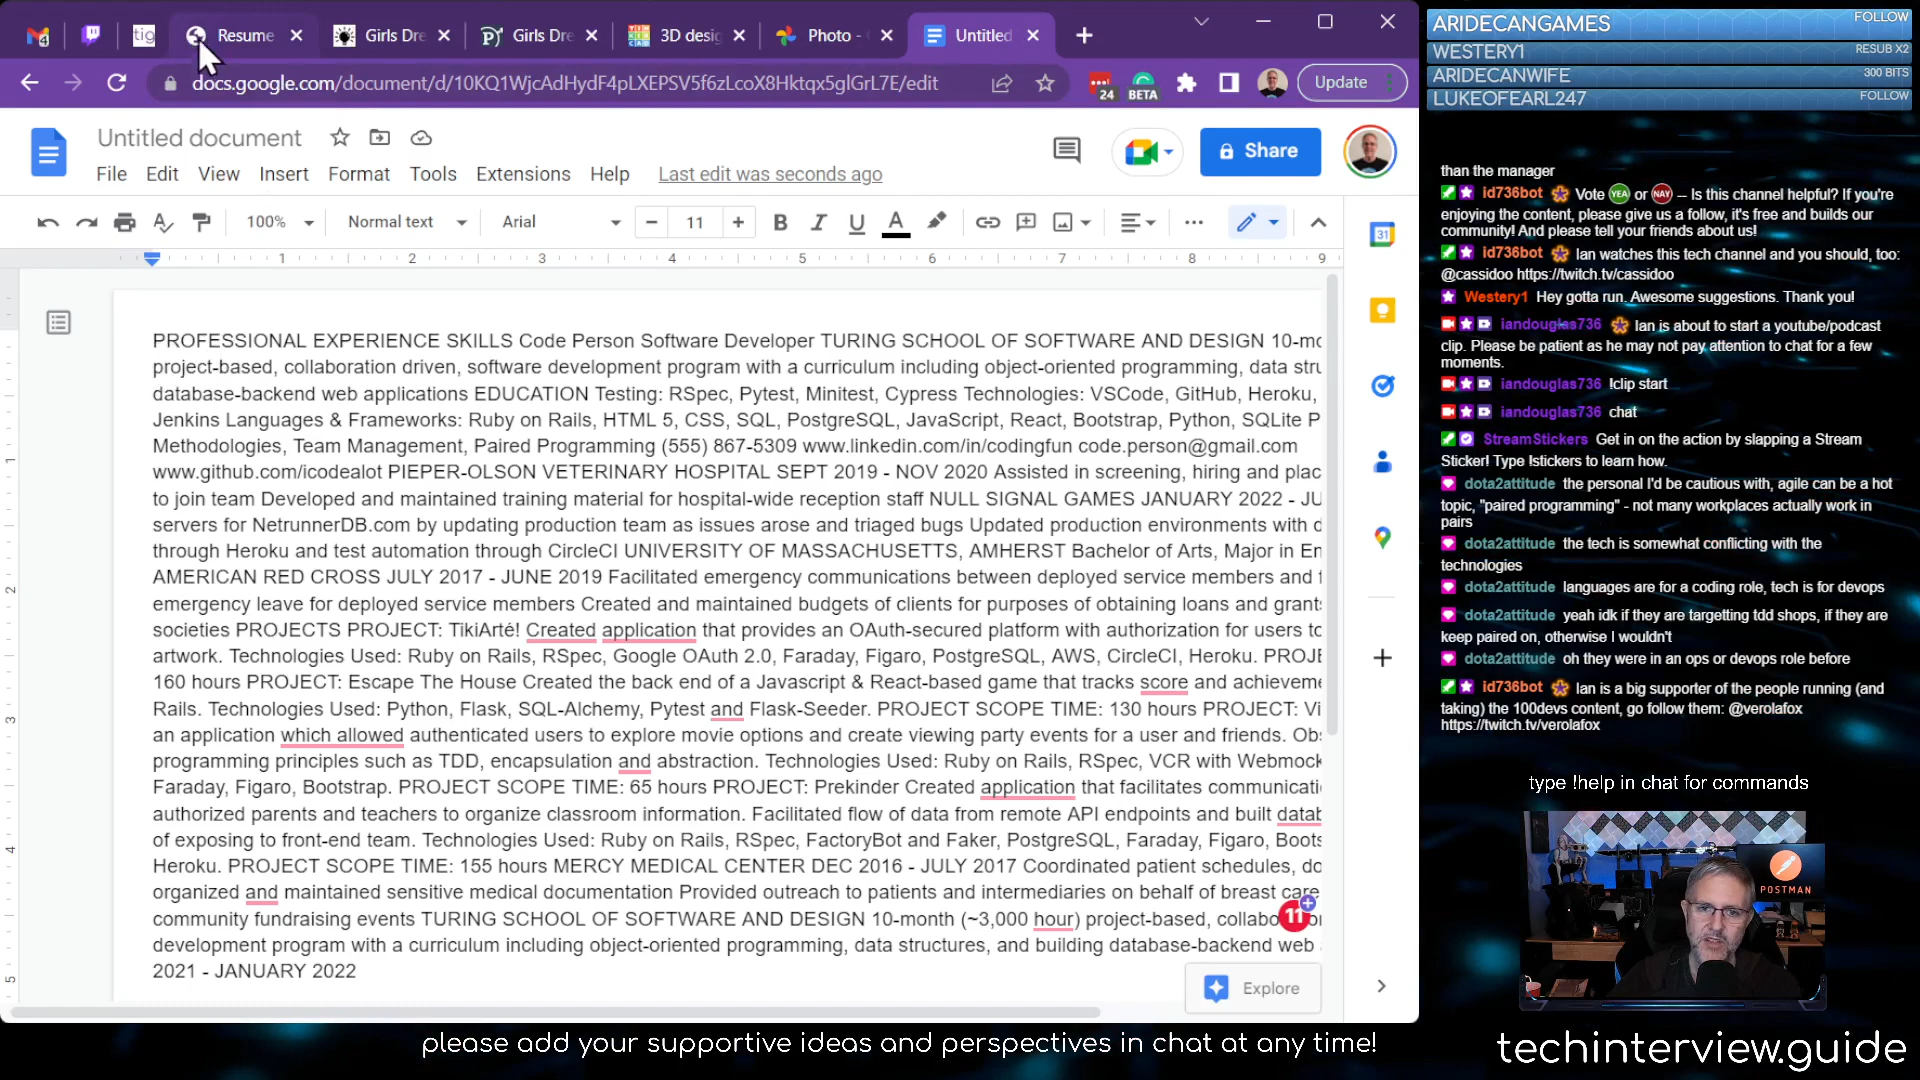 Resume
Girls Dre
Girls Dre
3D desig
Photo -
Untitled
docs.google.com/document/d/10KQ1WjcAdHydF4pLXEPSV5f6zLcoX8Hktqx5glGrL7E/edit
24
BETA
Update
Untitled document
Share
File Edit View Insert Format Tools Extensions Help Last edit was seconds ago
100% Normal text Arial 11 B I U A
1 2 3 4 5 6 7 8 9
PROFESSIONAL EXPERIENCE SKILLS Code Person Software Developer TURING SCHOOL OF SOFTWARE AND DESIGN 10-mo
project-based, collaboration driven, software development program with a curriculum including object-oriented programming, data stru
database-backend web applications EDUCATION Testing: RSpec, Pytest, Minitest, Cypress Technologies: VSCode, GitHub, Heroku,
Jenkins Languages & Frameworks: Ruby on Rails, HTML 5, CSS, SQL, PostgreSQL, JavaScript, React, Bootstrap, Python, SQLite P
Methodologies, Team Management, Paired Programming (555) 867-5309 www.linkedin.com/in/codingfun code.person@gmail.com
www.github.com/icodealot PIEPER-OLSON VETERINARY HOSPITAL SEPT 2019 - NOV 2020 Assisted in screening, hiring and plac
to join team Developed and maintained training material for hospital-wide reception staff NULL SIGNAL GAMES JANUARY 2022 - JU
servers for NetrunnerDB.com by updating production team as issues arose and triaged bugs Updated production environments with d
through Heroku and test automation through CircleCI UNIVERSITY OF MASSACHUSETTS, AMHERST Bachelor of Arts, Major in En
AMERICAN RED CROSS JULY 2017 - JUNE 2019 Facilitated emergency communications between deployed service members and f
emergency leave for deployed service members Created and maintained budgets of clients for purposes of obtaining loans and grants
societies PROJECTS PROJECT: TikiArté! Created application that provides an OAuth-secured platform with authorization for users to
artwork. Technologies Used: Ruby on Rails, RSpec, Google OAuth 2.0, Faraday, Figaro, PostgreSQL, AWS, CircleCI, Heroku. PROJE
160 hours PROJECT: Escape The House Created the back end of a Javascript & React-based game that tracks score and achieveme
Rails. Technologies Used: Python, Flask, SQL-Alchemy, Pytest and Flask-Seeder. PROJECT SCOPE TIME: 130 hours PROJECT: Vi
an application which allowed authenticated users to explore movie options and create viewing party events for a user and friends. Obs
programming principles such as TDD, encapsulation and abstraction. Technologies Used: Ruby on Rails, RSpec, VCR with Webmock
Faraday, Figaro, Bootstrap. PROJECT SCOPE TIME: 65 hours PROJECT: Prekinder Created application that facilitates communicati
authorized parents and teachers to organize classroom information. Facilitated flow of data from remote API endpoints and built datab
of exposing to front-end team. Technologies Used: Ruby on Rails, RSpec, FactoryBot and Faker, PostgreSQL, Faraday, Figaro, Boots
Heroku. PROJECT SCOPE TIME: 155 hours MERCY MEDICAL CENTER DEC 2016 - JULY 2017 Coordinated patient schedules, do
organized and maintained sensitive medical documentation Provided outreach to patients and intermediaries on behalf of breast care
community fundraising events TURING SCHOOL OF SOFTWARE AND DESIGN 10-month (~3,000 hour) project-based, collabo
development program with a curriculum including object-oriented programming, data structures, and building database-backend web
2021 - JANUARY 2022
11
Explore
ARIDECANGAMES FOLLOW
WESTERY1 RESUB X2
ARIDECANWIFE 300 BITS
LUKEOFEARL247 FOLLOW
than the manager
id736bot Vote YEA or NAY -- Is this channel helpful? If you're
enjoying the content, please give us a follow, it's free and builds our
community! And please tell your friends about us!
id736bot Ian watches this tech channel and you should, too:
@cassidoo https://twitch.tv/cassidoo
Westery1 Hey gotta run. Awesome suggestions. Thank you!
iandouglas736 Ian is about to start a youtube/podcast
clip. Please be patient as he may not pay attention to chat for a few
moments.
iandouglas736 !clip start
iandouglas736 chat
StreamStickers Get in on the action by slapping a Stream
Sticker! Type !stickers to learn how.
dota2attitude the personal I'd be cautious with, agile can be a hot
topic, "paired programming" - not many workplaces actually work in
pairs
dota2attitude the tech is somewhat conflicting with the
technologies
dota2attitude languages are for a coding role, tech is for devops
dota2attitude yeah idk if they are targetting tdd shops, if they are
keep paired on, otherwise I wouldn't
dota2attitude oh they were in an ops or devops role before
id736bot Ian is a big supporter of the people running (and
taking) the 100devs content, go follow them: @verolafox
https://twitch.tv/verolafox
type !help in chat for commands
POSTMAN
please add your supportive ideas and perspectives in chat at any time!
techinterview.guide